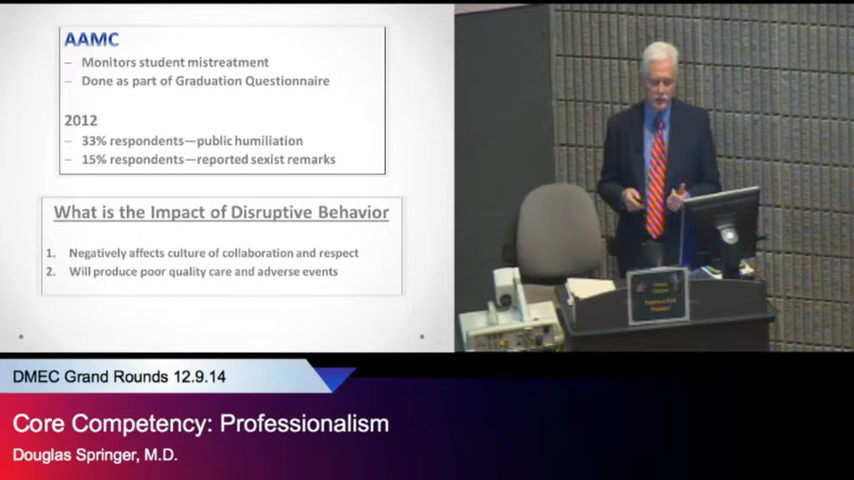 AAMC
– Monitors student mistreatment
– Done as part of Graduation Questionnaire
2012
– 33% respondents—public humiliation
– 15% respondents—reported sexist remarks
What is the Impact of Disruptive Behavior
1. Negatively affects culture of collaboration and respect
2. Will produce poor quality care and adverse events
DMEC Grand Rounds 12.9.14
Core Competency: Professionalism
Douglas Springer, M.D.